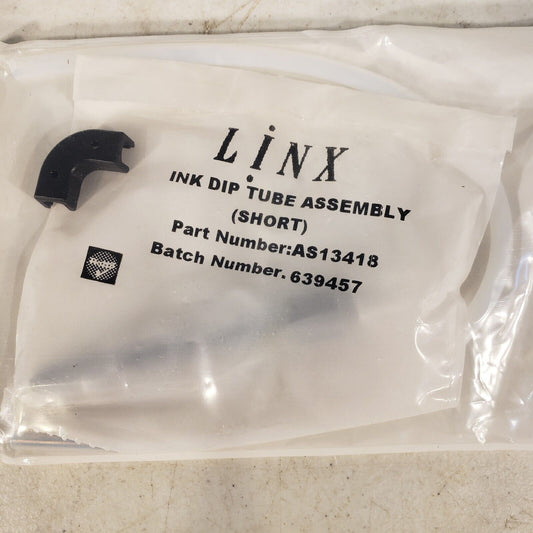 LiNX
INK DIP TUBE ASSEMBLY
(SHORT)
Part Number:AS13418
Batch Number. 639457